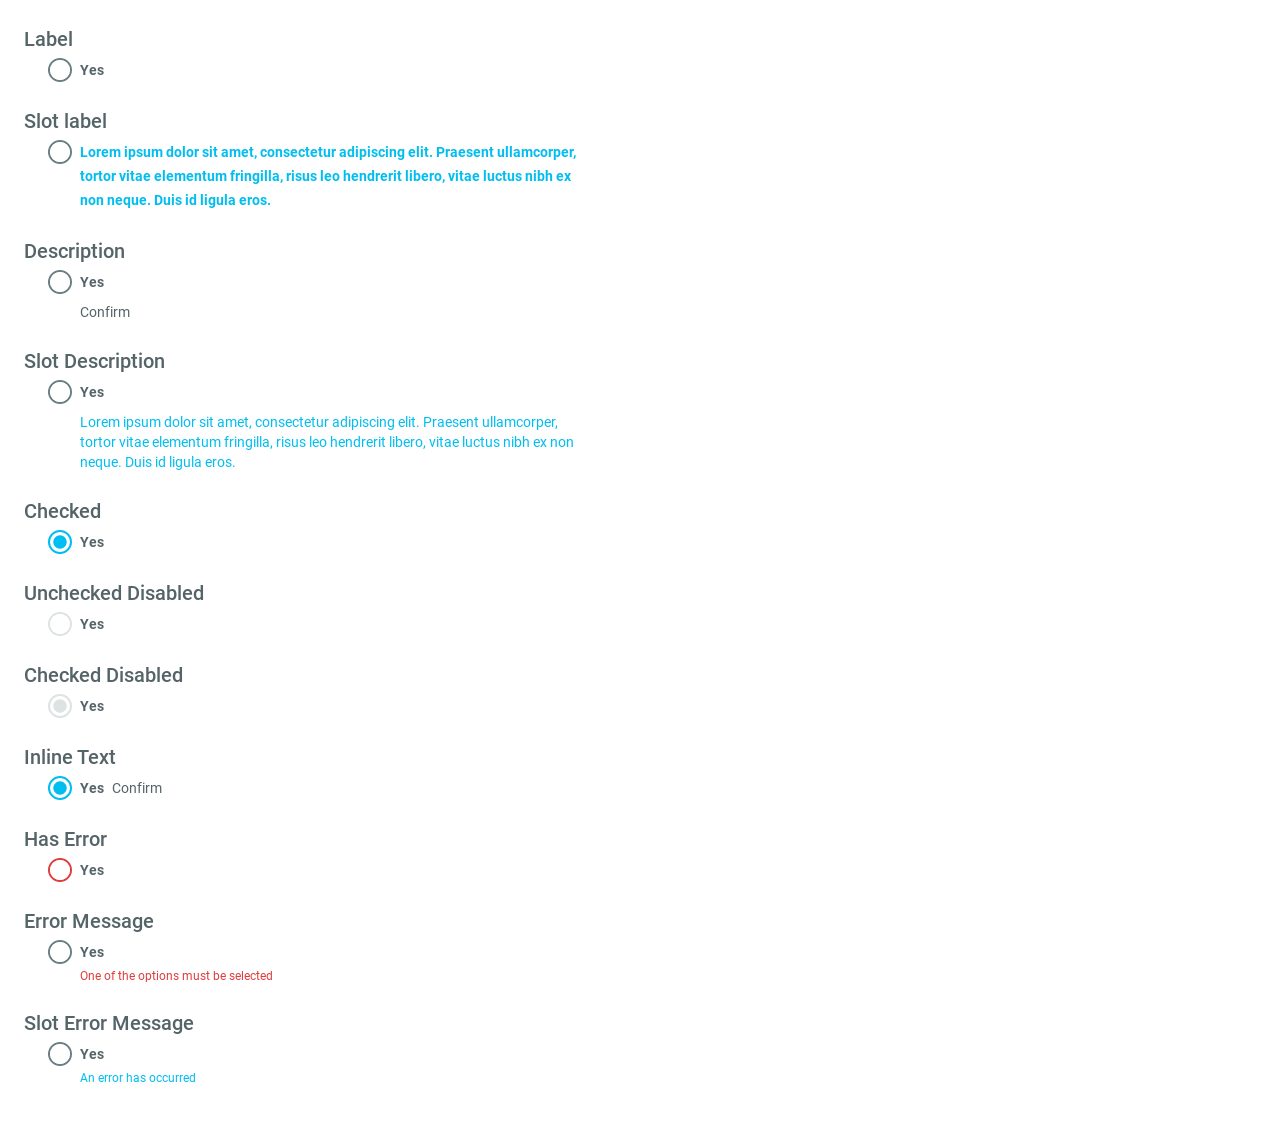 Label
Yes
Slot label
Lorem ipsum dolor sit amet, consectetur adipiscing elit. Praesent ullamcorper,
tortor vitae elementum fringilla, risus leo hendrerit libero, vitae luctus nibh ex
non neque. Duis id ligula eros.
Description
Yes
Confirm
Slot Description
Yes
Lorem ipsum dolor sit amet, consectetur adipiscing elit. Praesent ullamcorper,
tortor vitae elementum fringilla, risus leo hendrerit libero, vitae luctus nibh ex non
neque. Duis id ligula eros.
Checked
Yes
Unchecked Disabled
Yes
Checked Disabled
Yes
Inline Text
Yes Confirm
Has Error
Yes
Error Message
Yes
One of the options must be selected
Slot Error Message
Yes
An error has occurred